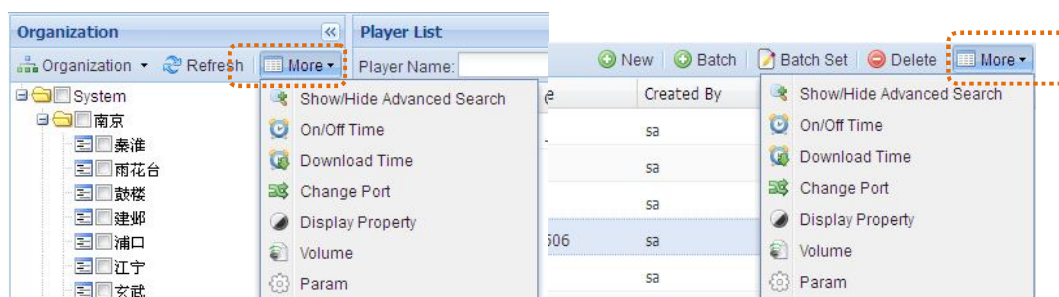 Organization
Player List
Organization Refresh More
Player Name:
New Batch Batch Set Delete More
System
南京
秦淮
雨花台
鼓楼
建邺
浦口
江宁
玄武
Show/Hide Advanced Search
On/Off Time
Download Time
Change Port
Display Property
Volume
Param
Created By
sa
sa
sa
506 sa
sa
Show/Hide Advanced Search
On/Off Time
Download Time
Change Port
Display Property
Volume
Param